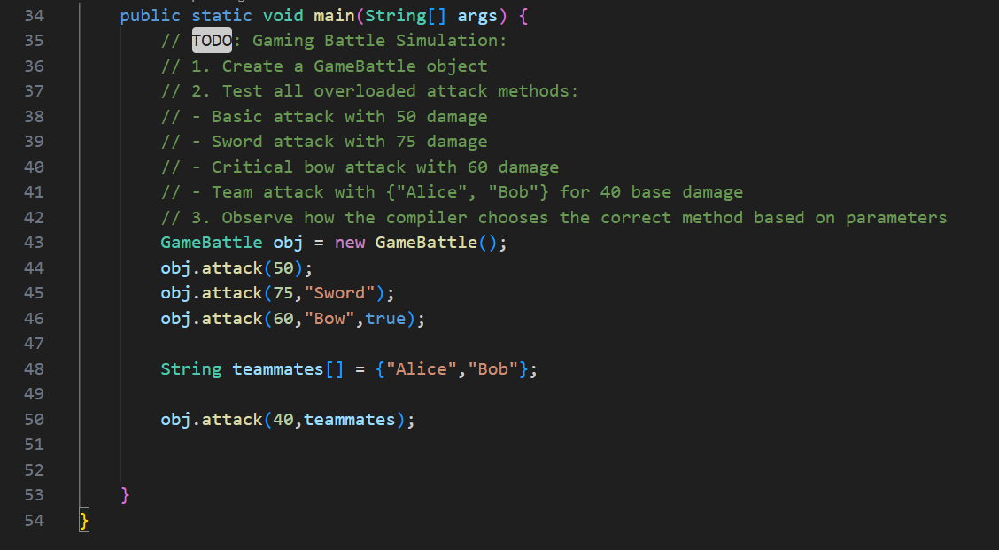 34 public static void main(String[] args) {
35 // TODO: Gaming Battle Simulation:
36 // 1. Create a GameBattle object
37 // 2. Test all overloaded attack methods:
38 // - Basic attack with 50 damage
39 // - Sword attack with 75 damage
40 // - Critical bow attack with 60 damage
41 // - Team attack with {"Alice", "Bob"} for 40 base damage
42 // 3. Observe how the compiler chooses the correct method based on parameters
43 GameBattle obj = new GameBattle();
44 obj.attack(50);
45 obj.attack(75,"Sword");
46 obj.attack(60,"Bow",true);
47
48 String teammates[] = {"Alice","Bob"};
49
50 obj.attack(40,teammates);
51
52
53 }
54 }